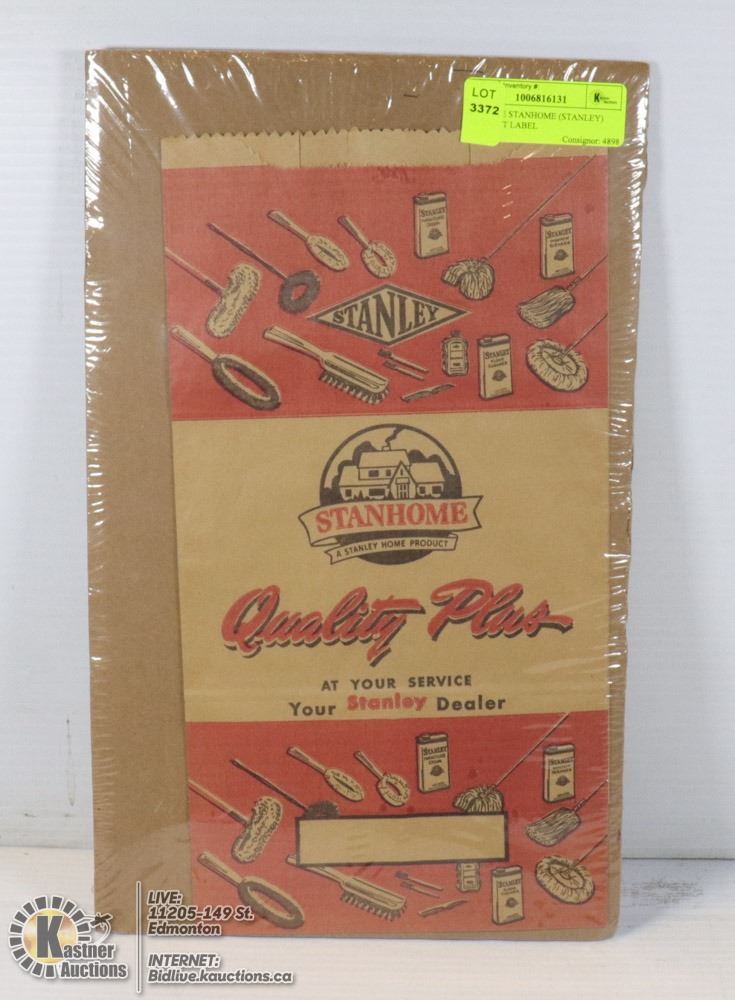 Inventory #:
LOT
3372
1006816131
STANHOME (STANLEY)
LABEL
Consignor: 4898
STANLEY
STANLEY
STANLEY
STANLEY
STANHOME
A STANLEY HOME PRODUCT
Quality Plus
AT YOUR SERVICE
Your Stanley Dealer
STANLEY
STANLEY
Kastner
Auctions
LIVE:
11205-149 St.
Edmonton
INTERNET:
Bidlive.kauctions.ca